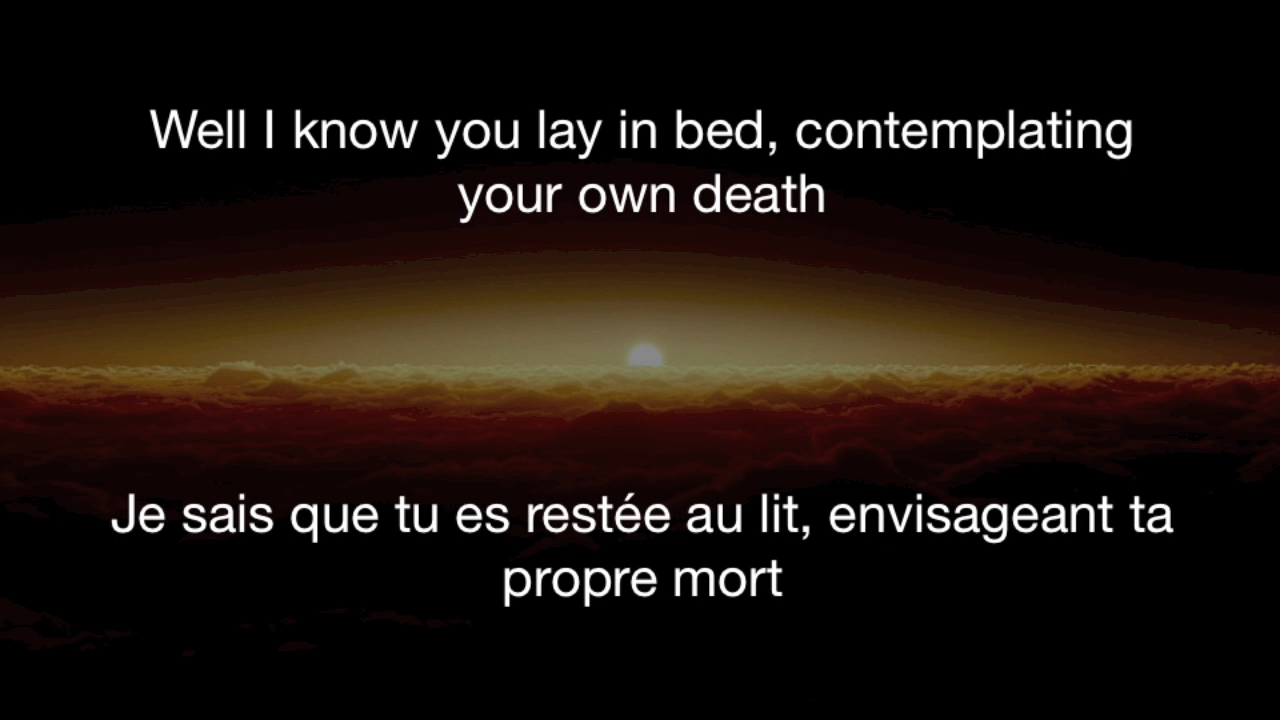 Well I know you lay in bed, contemplating
your own death
Je sais que tu es restée au lit, envisageant ta
propre mort